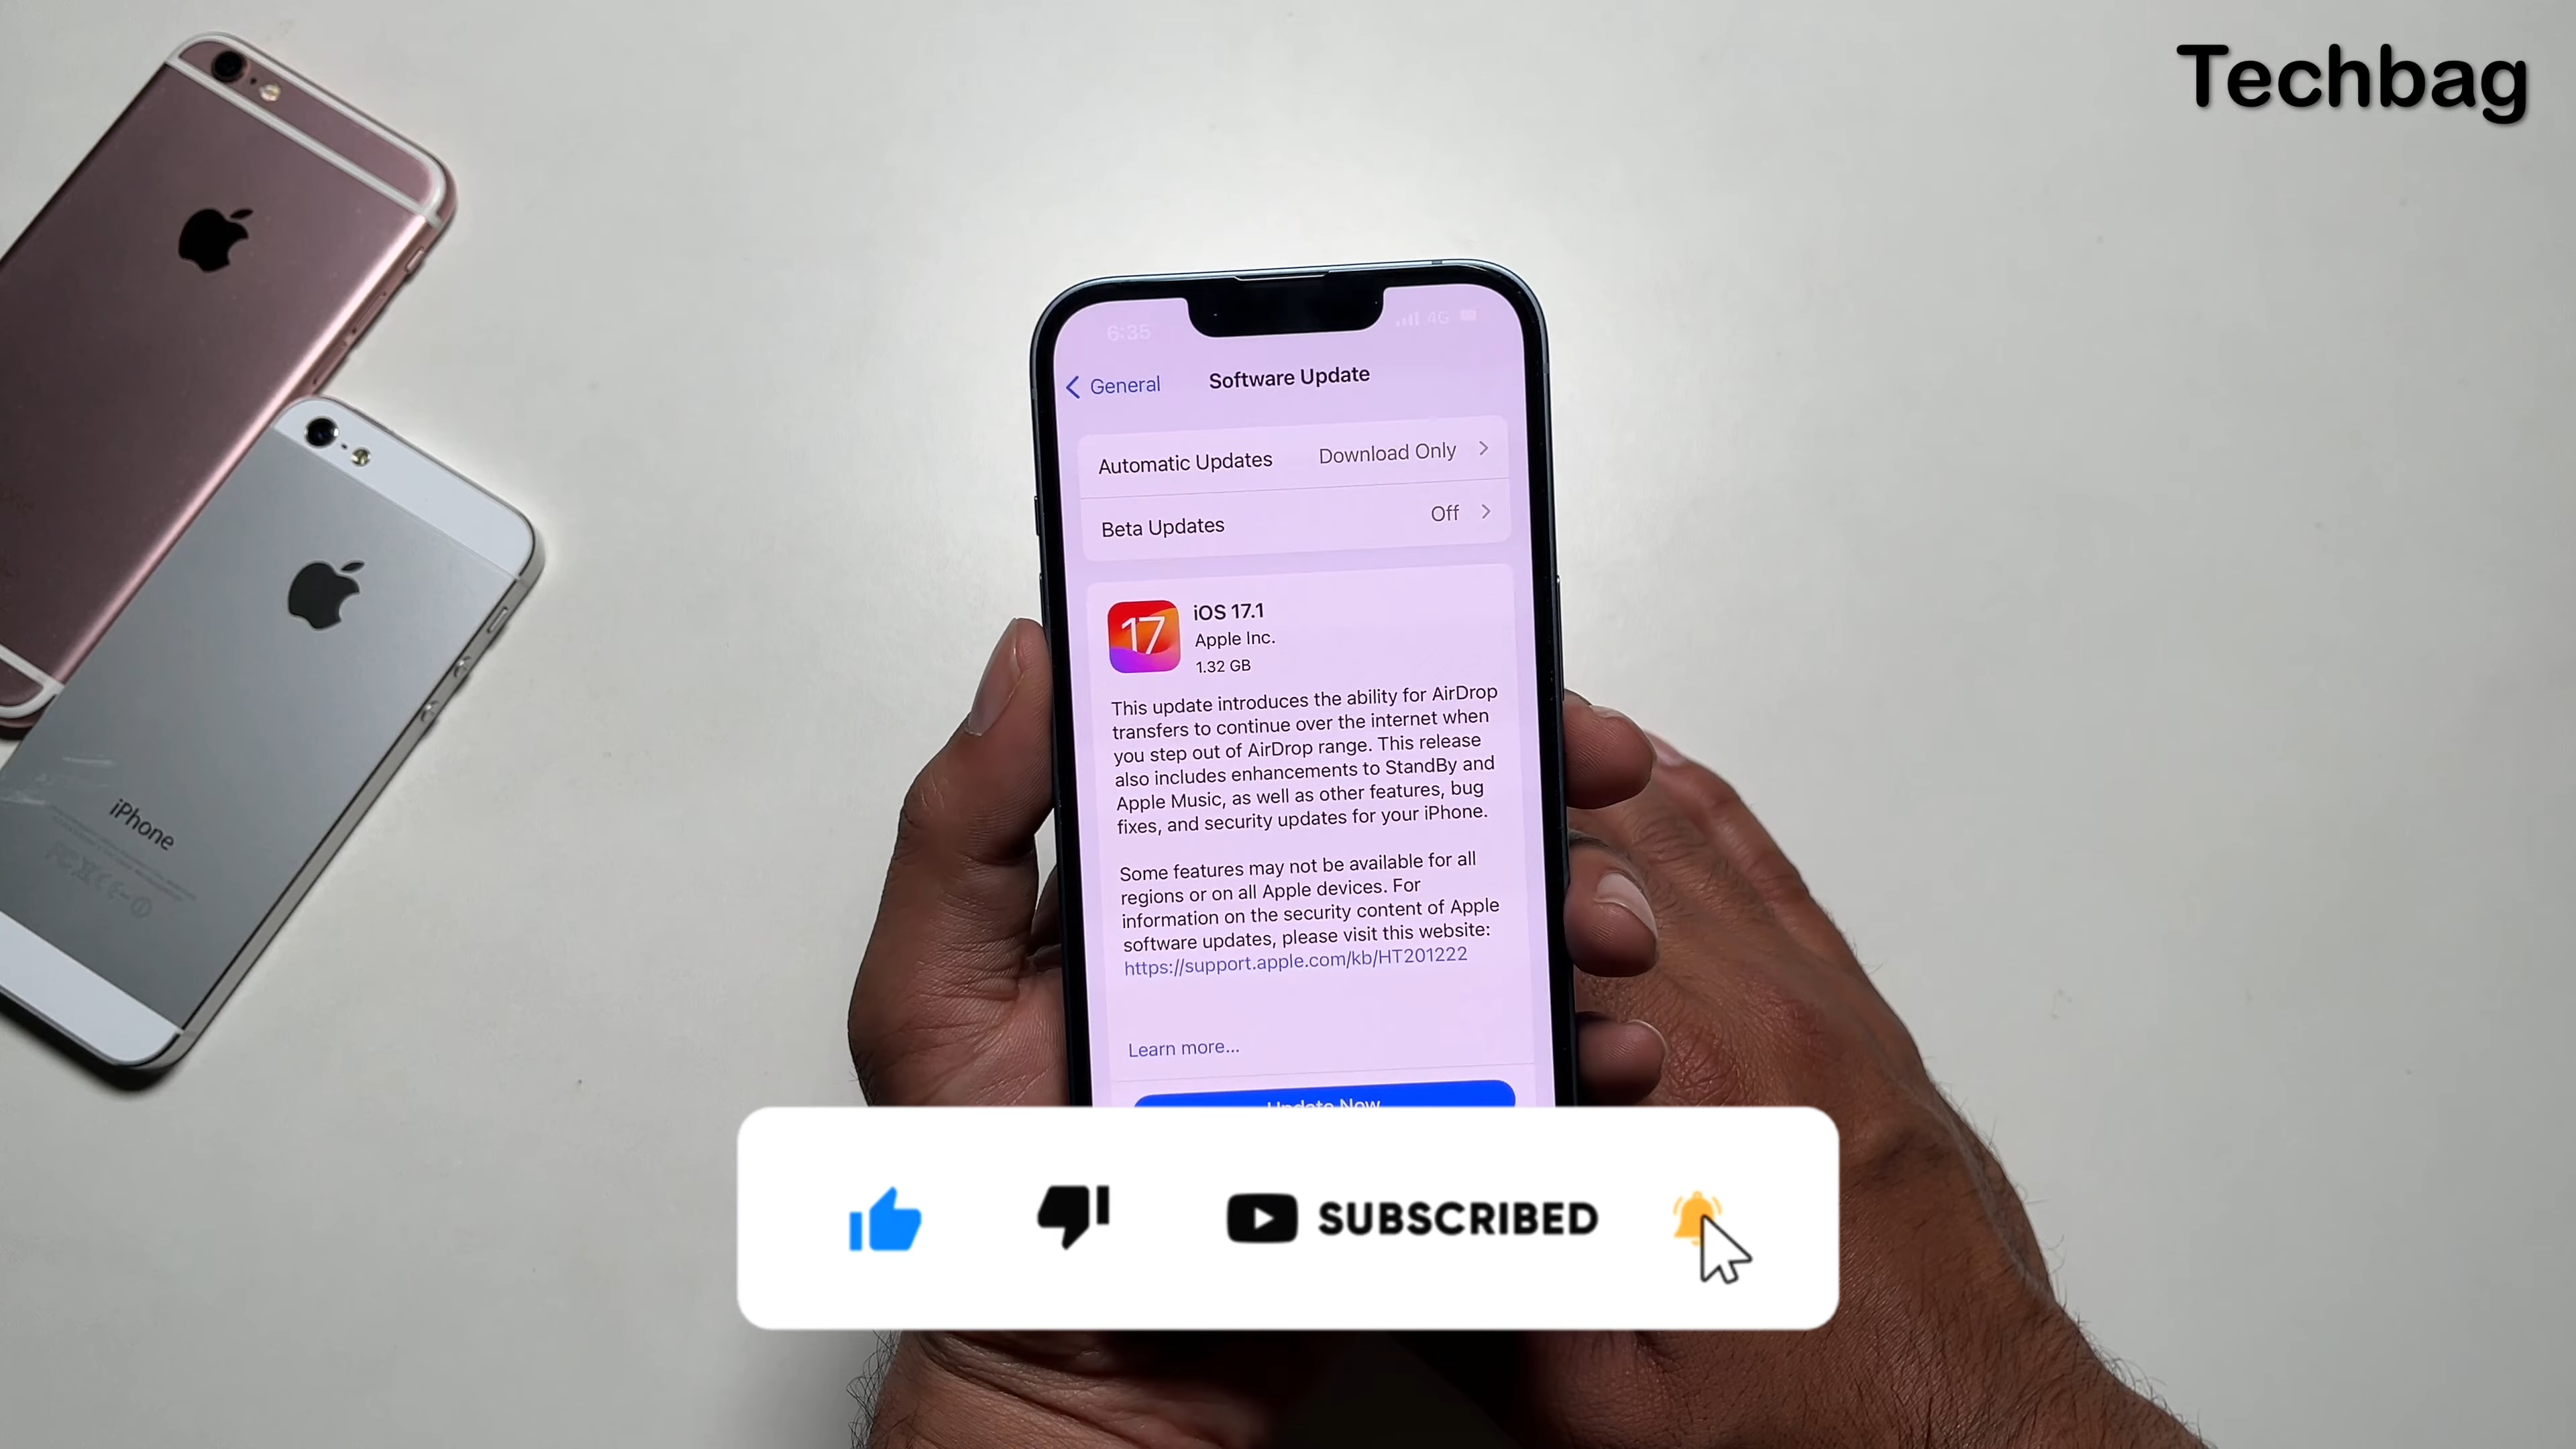 Techbag
6:35
4G
General
Software Update
Automatic Updates Download Only
Beta Updates Off
17
iOS 17.1
Apple Inc.
1.32 GB
This update introduces the ability for AirDrop
transfers to continue over the internet when
you step out of AirDrop range. This release
also includes enhancements to StandBy and
Apple Music, as well as other features, bug
fixes, and security updates for your iPhone.
Some features may not be available for all
regions or on all Apple devices. For
information on the security content of Apple
software updates, please visit this website:
https://support.apple.com/kb/HT201222
Learn more...
Update Now
iPhone
SUBSCRIBED